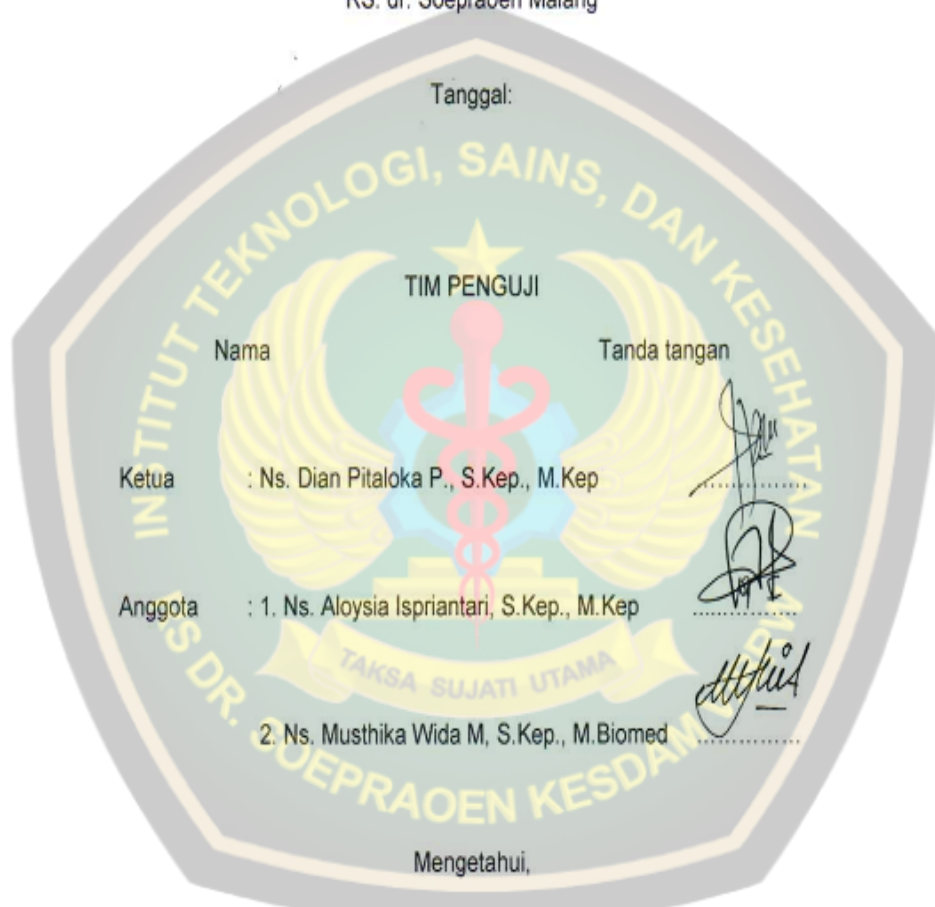 RS. dr. Soepraoen Malang
Tanggal:
INSTITUT TEKNOLOGI, SAINS, DAN KESEHATAN
TIM PENGUJI
Nama Tanda tangan
Ketua : Ns. Dian Pitaloka P., S.Kep., M.Kep ..............
Anggota : 1. Ns. Aloysia Ispriantari, S.Kep., M.Kep ..............
TAKSA SUJATI UTAMA
2. Ns. Musthika Wida M, S.Kep., M.Biomed ..............
RS DR. SOEPRAOEN KESDAM V/BRW
Mengetahui,